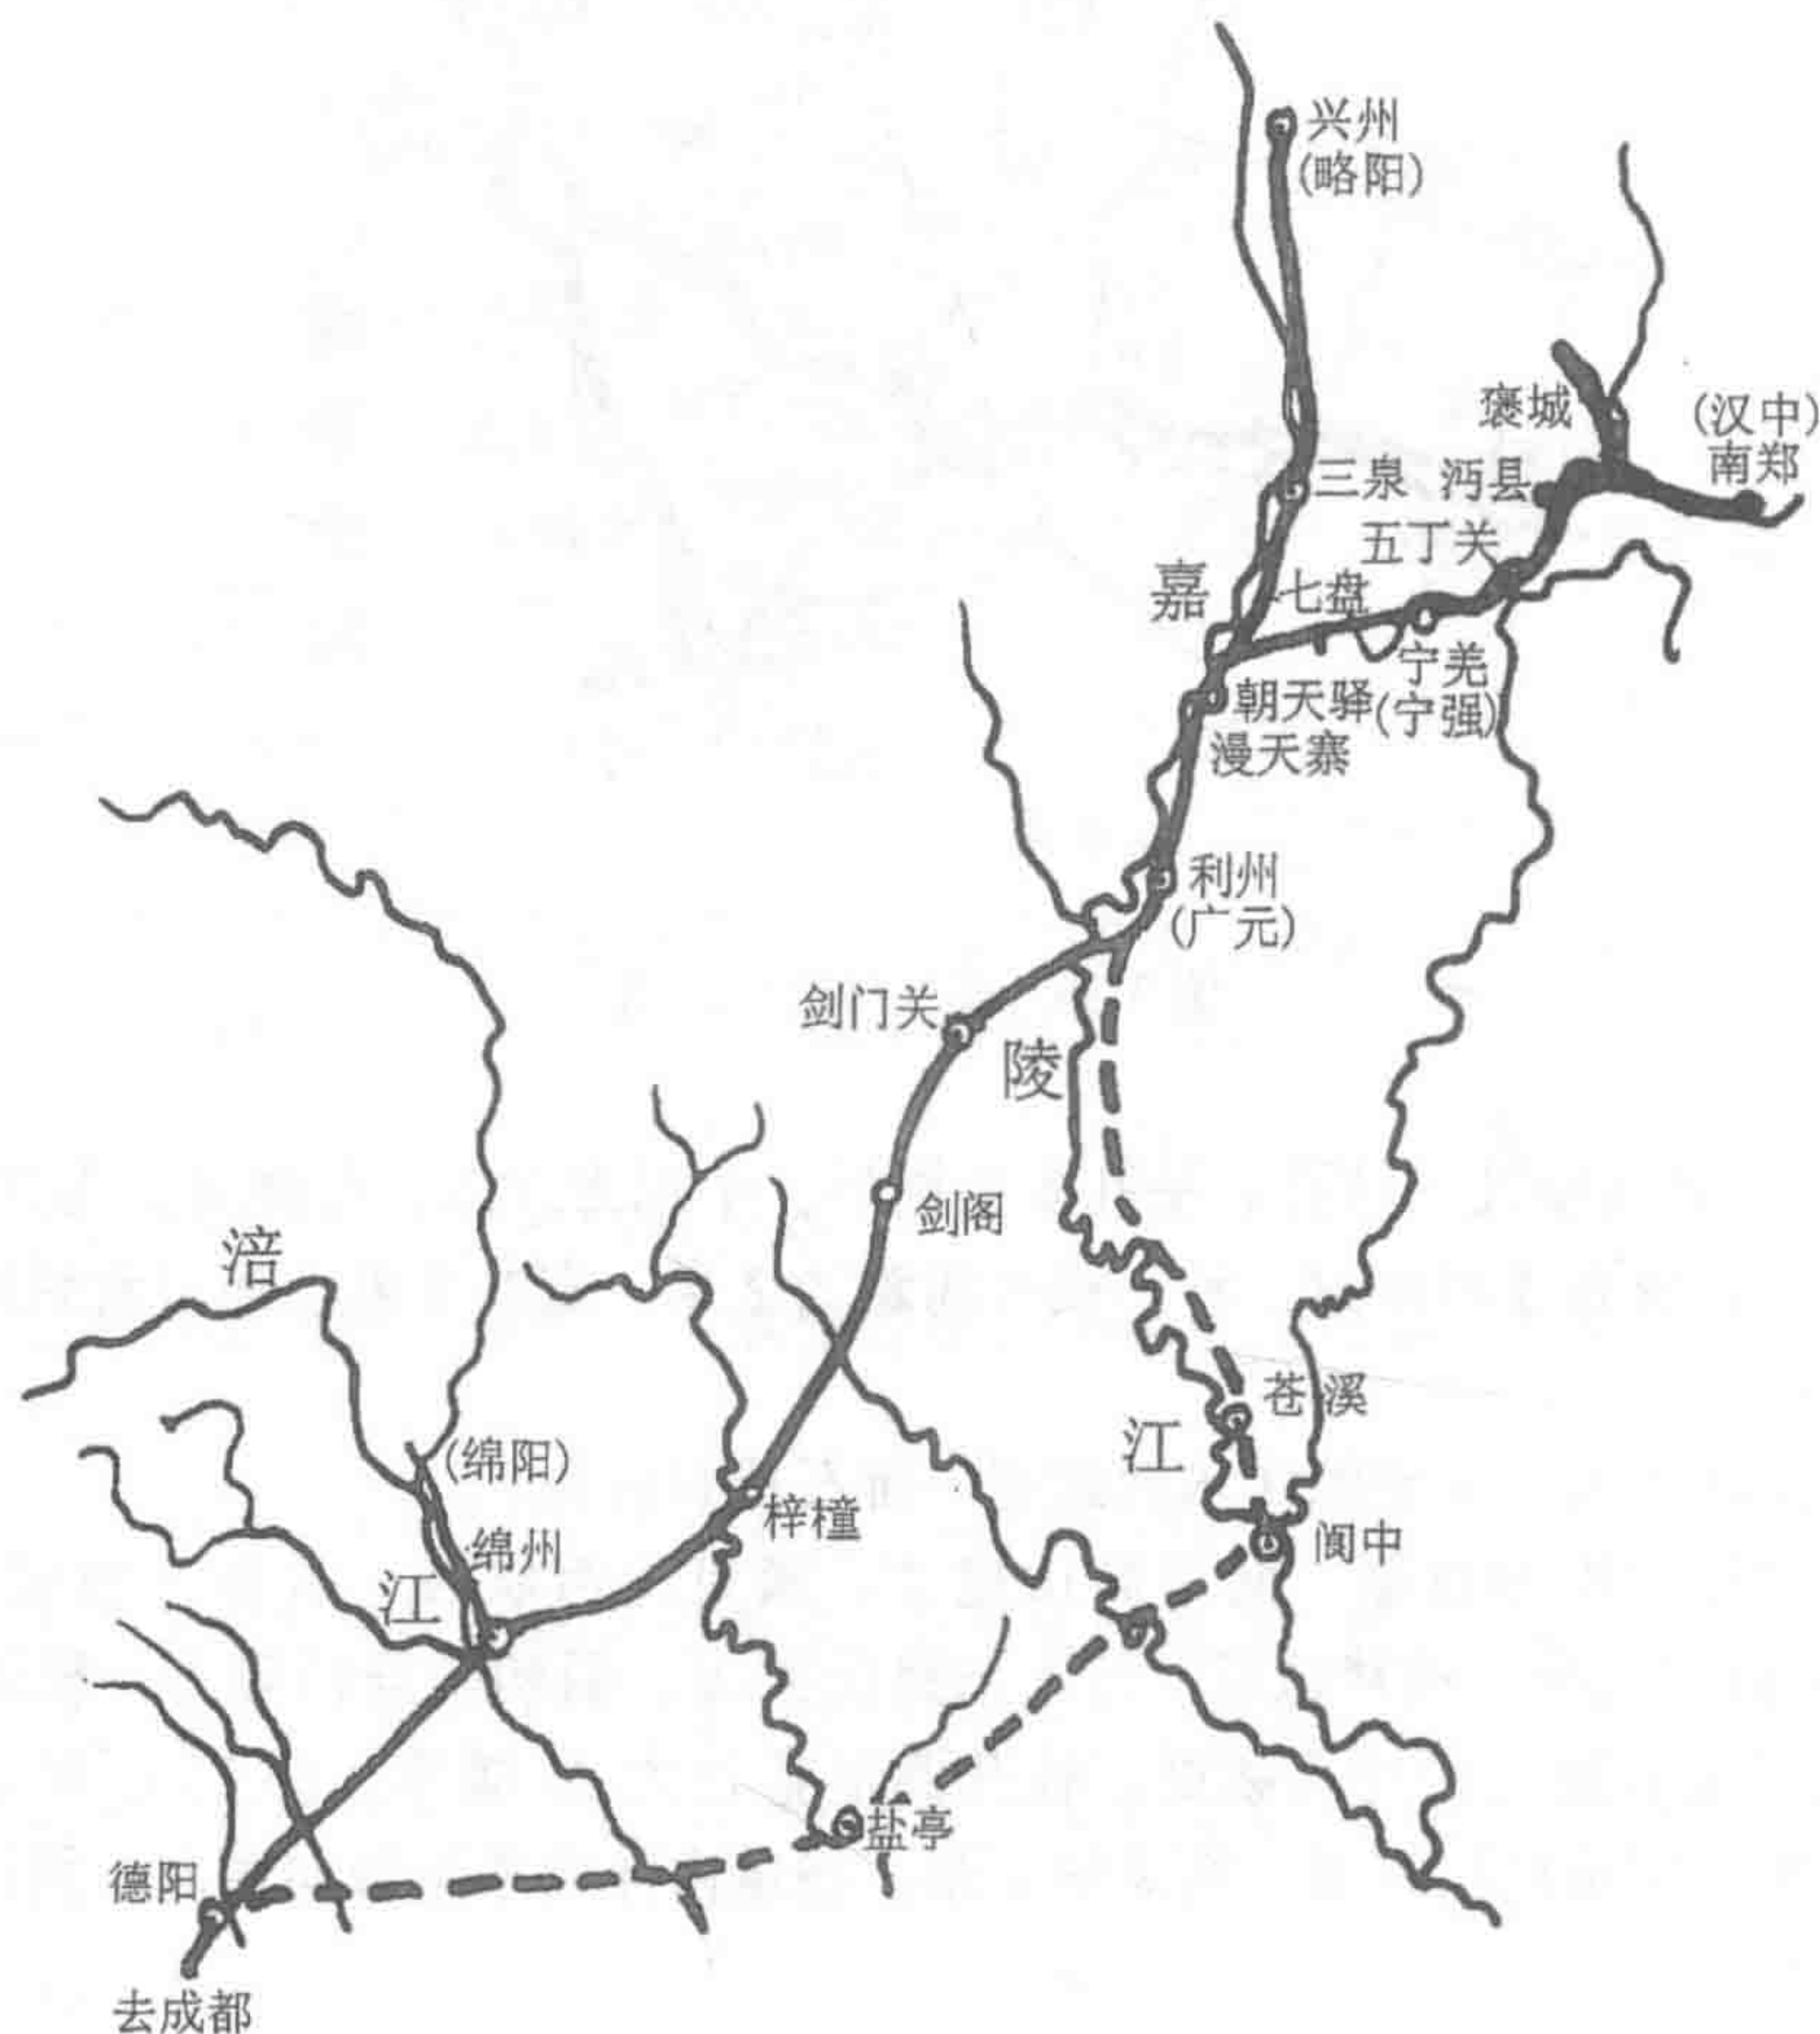 兴州
(略阳)
褒城
(汉中)
南郑
三泉
沔县
五丁关
嘉
七盘
宁羌
(宁强)
朝天驿
漫天寨
利州
(广元)
剑门关
陵
剑阁
涪
苍溪
江
(绵阳)
梓橦
绵州
阆中
江
盐亭
德阳
去成都